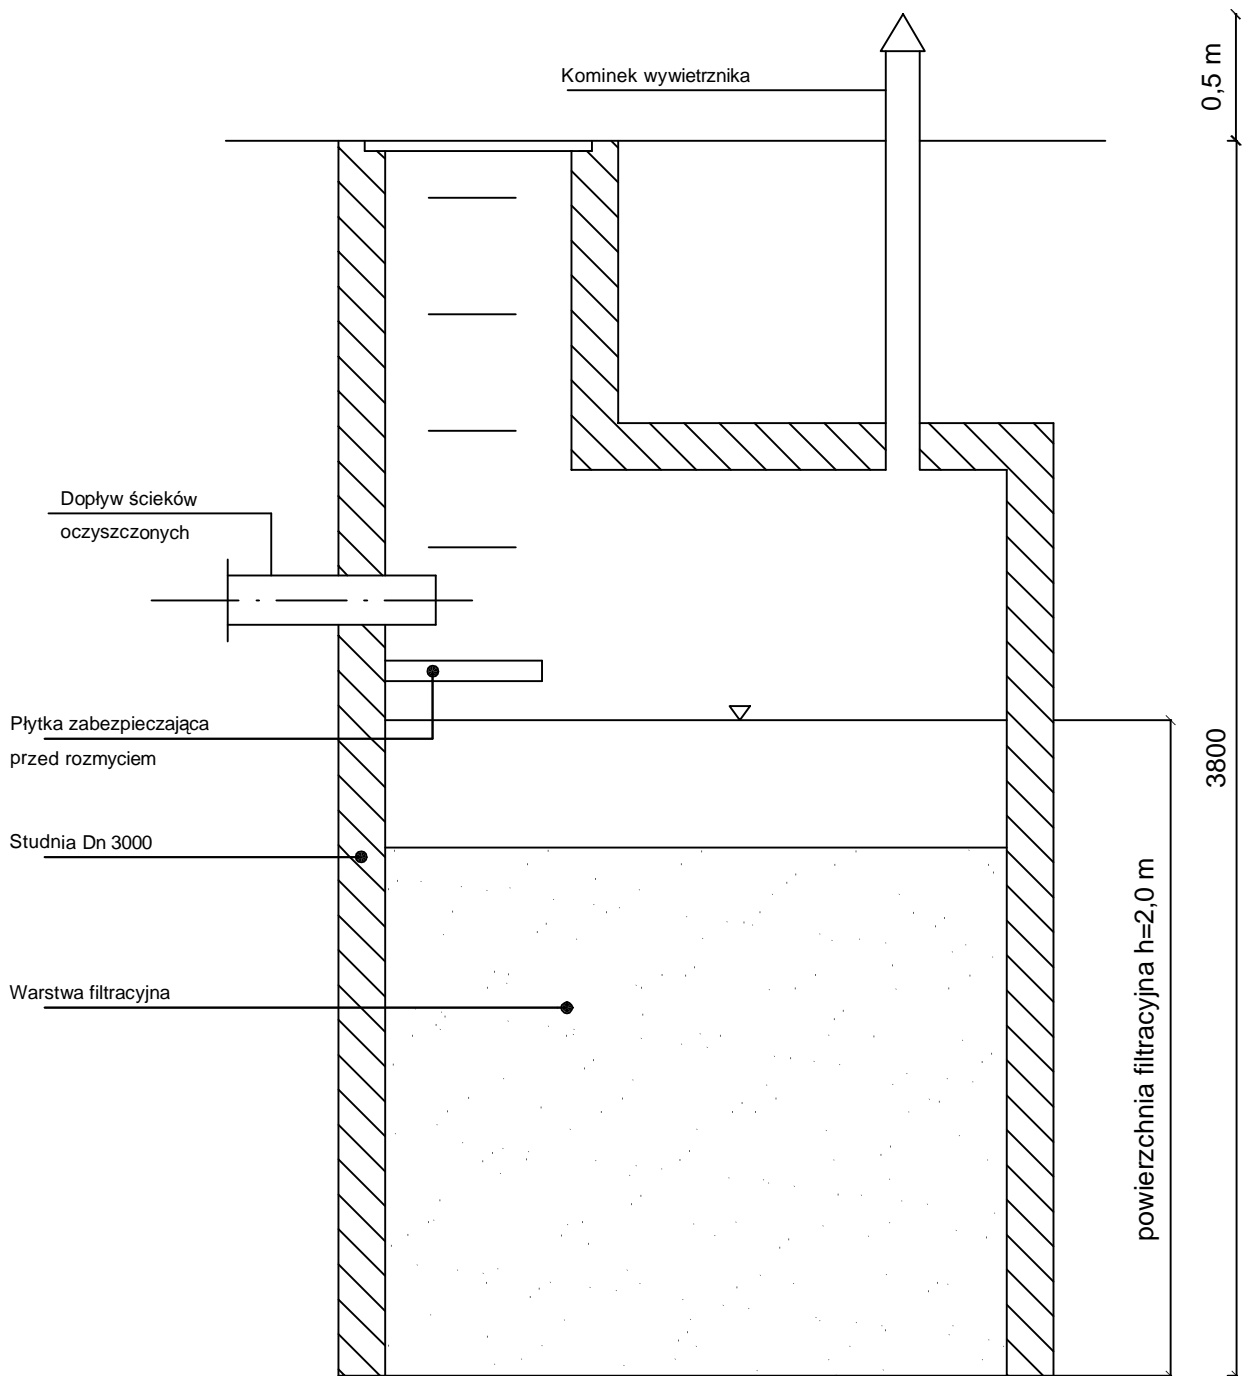 Kominek wywietrznika
0,5 m
Dopływ ścieków
oczyszczonych
Płytka zabezpieczająca
przed rozmyciem
3800
Studnia Dn 3000
Warstwa filtracyjna
powierzchnia filtracyjna h=2,0 m